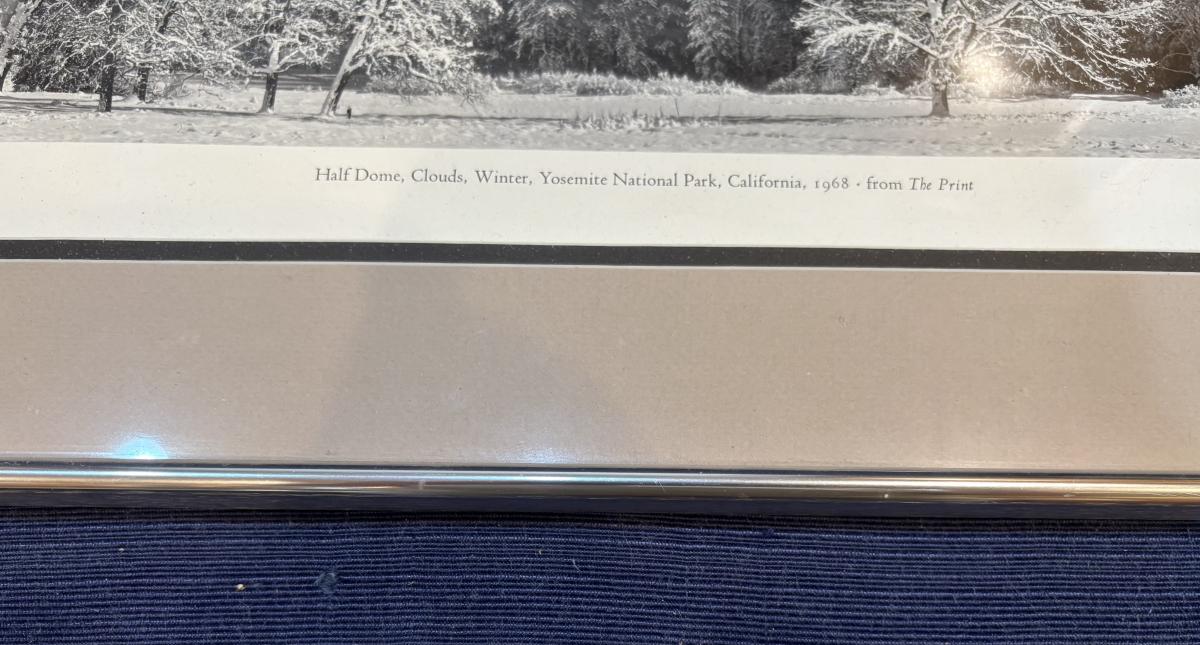 Half Dome, Clouds, Winter, Yosemite National Park, California, 1968 · from The Print